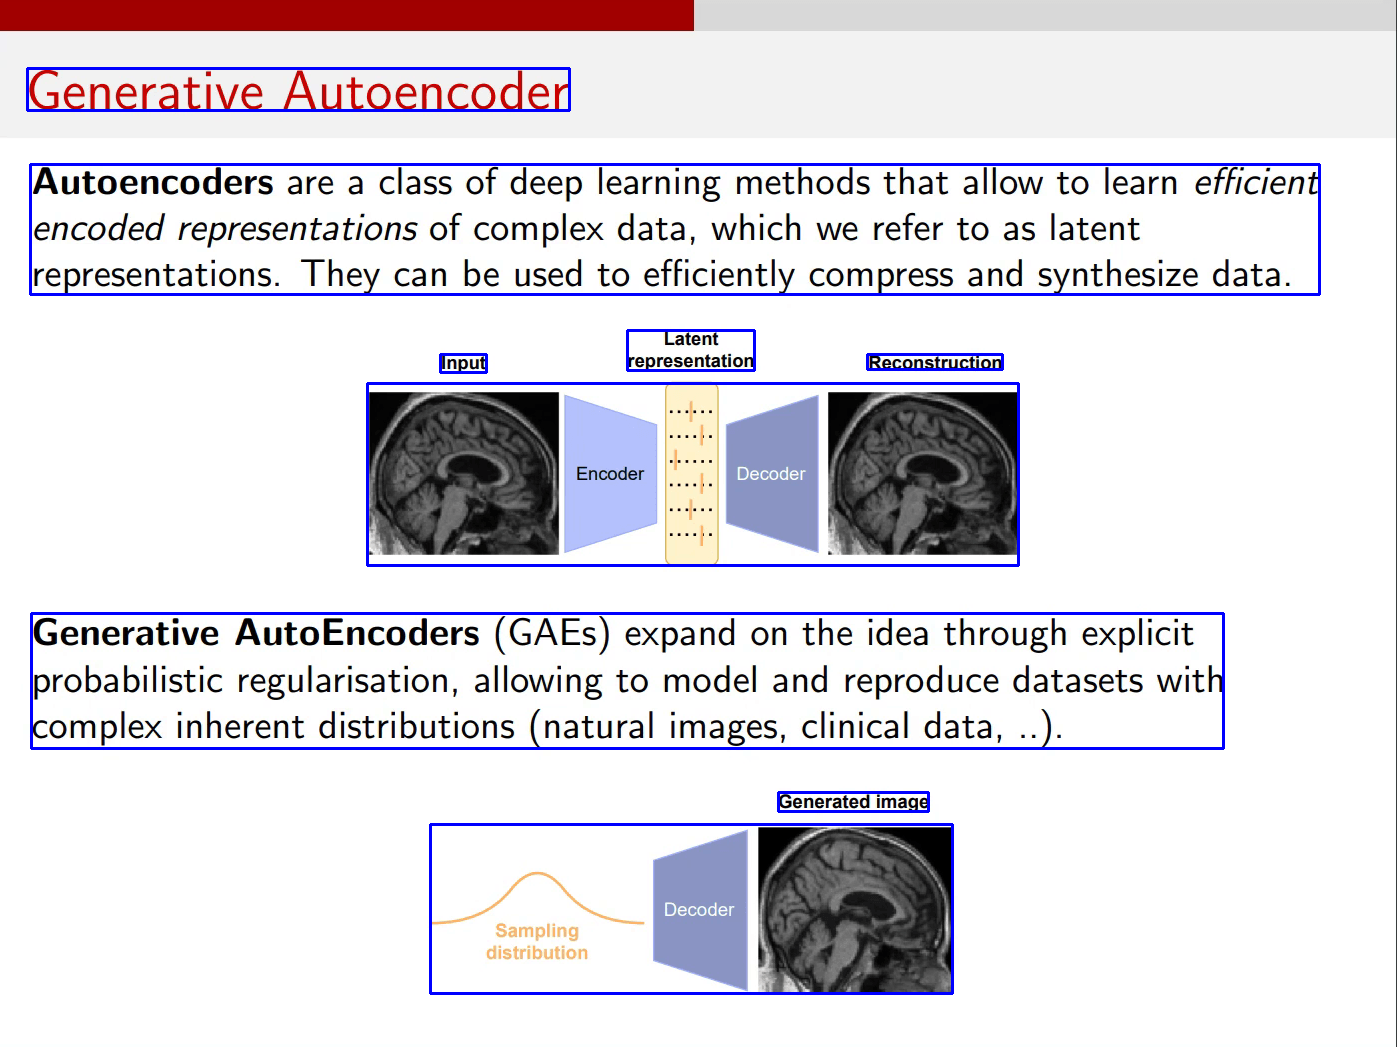 Generative Autoencoder
Autoencoders are a class of deep learning methods that allow to learn efficient
encoded representations of complex data, which we refer to as latent
representations. They can be used to efficiently compress and synthesize data.
Latent
representation
Input
Reconstruction
Encoder
Decoder
Generative AutoEncoders (GAEs) expand on the idea through explicit
probabilistic regularisation, allowing to model and reproduce datasets with
complex inherent distributions (natural images, clinical data, ..).
Generated image
Sampling
distribution
Decoder